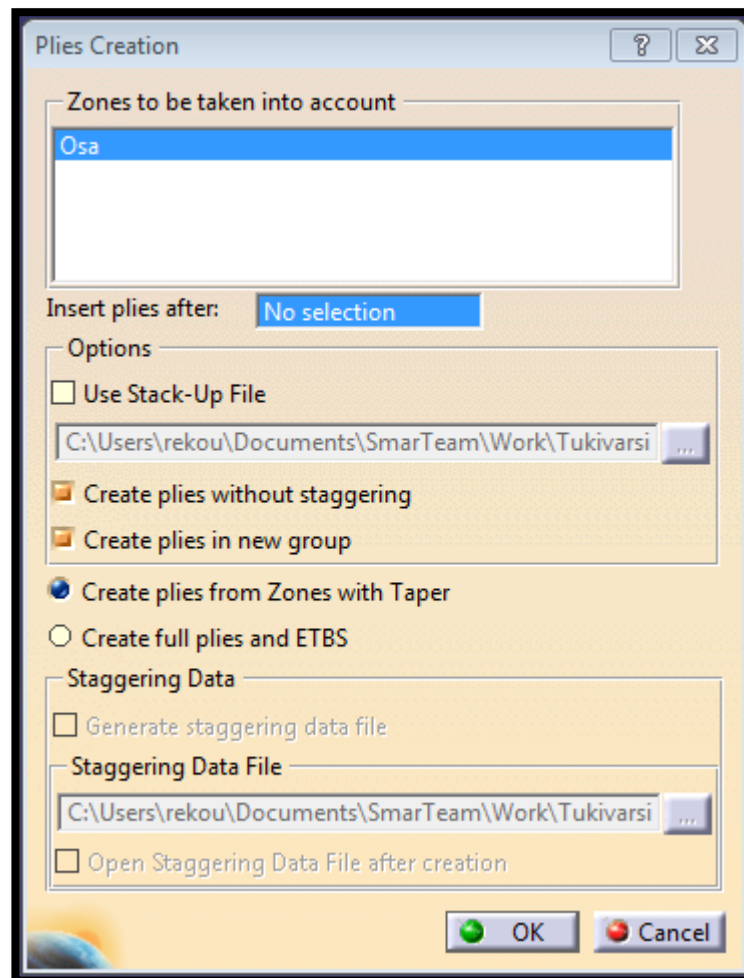 Plies Creation
Zones to be taken into account
Osa
Insert plies after: No selection
Options
Use Stack-Up File
C:\Users\rekou\Documents\SmarTeam\Work\Tukivarsi ...
Create plies without staggering
Create plies in new group
Create plies from Zones with Taper
Create full plies and ETBS
Staggering Data
Generate staggering data file
Staggering Data File
C:\Users\rekou\Documents\SmarTeam\Work\Tukivarsi ...
Open Staggering Data File after creation
OK Cancel